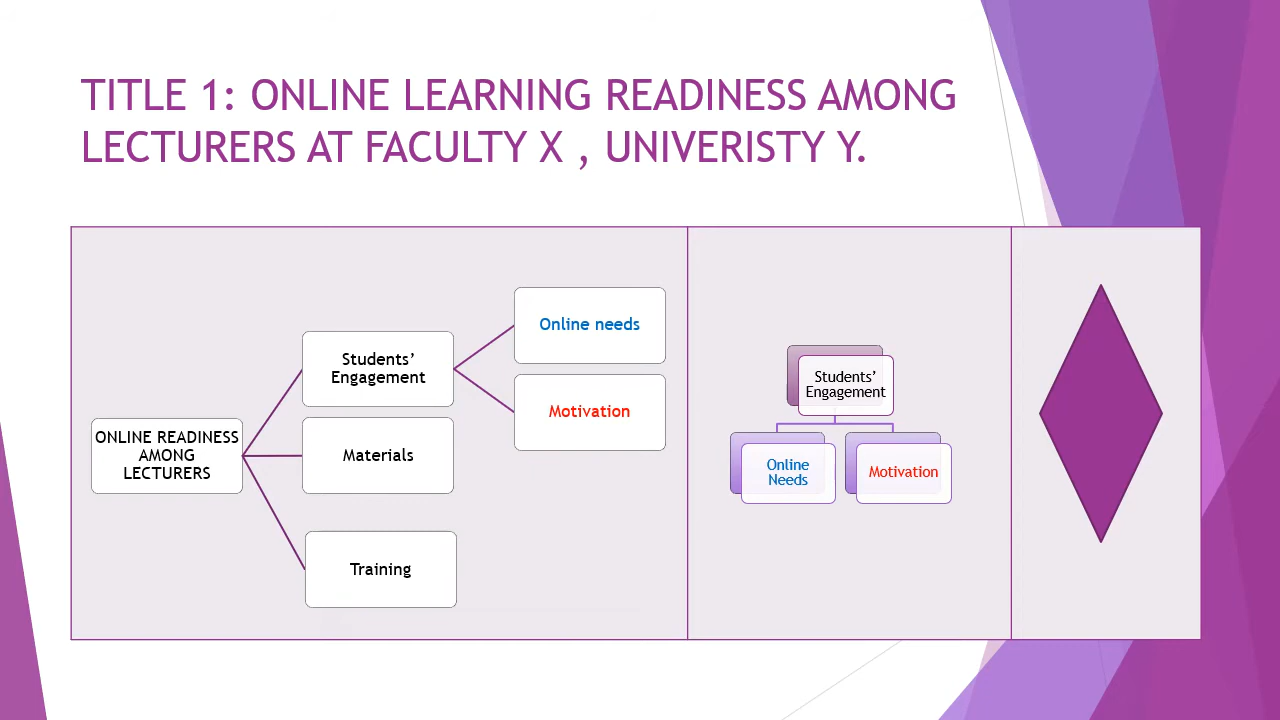 TITLE 1: ONLINE LEARNING READINESS AMONG
LECTURERS AT FACULTY X , UNIVERISTY Y.
ONLINE READINESS
AMONG
LECTURERS
Students’
Engagement
Materials
Training
Online needs
Motivation
Students’
Engagement
Online
Needs
Motivation